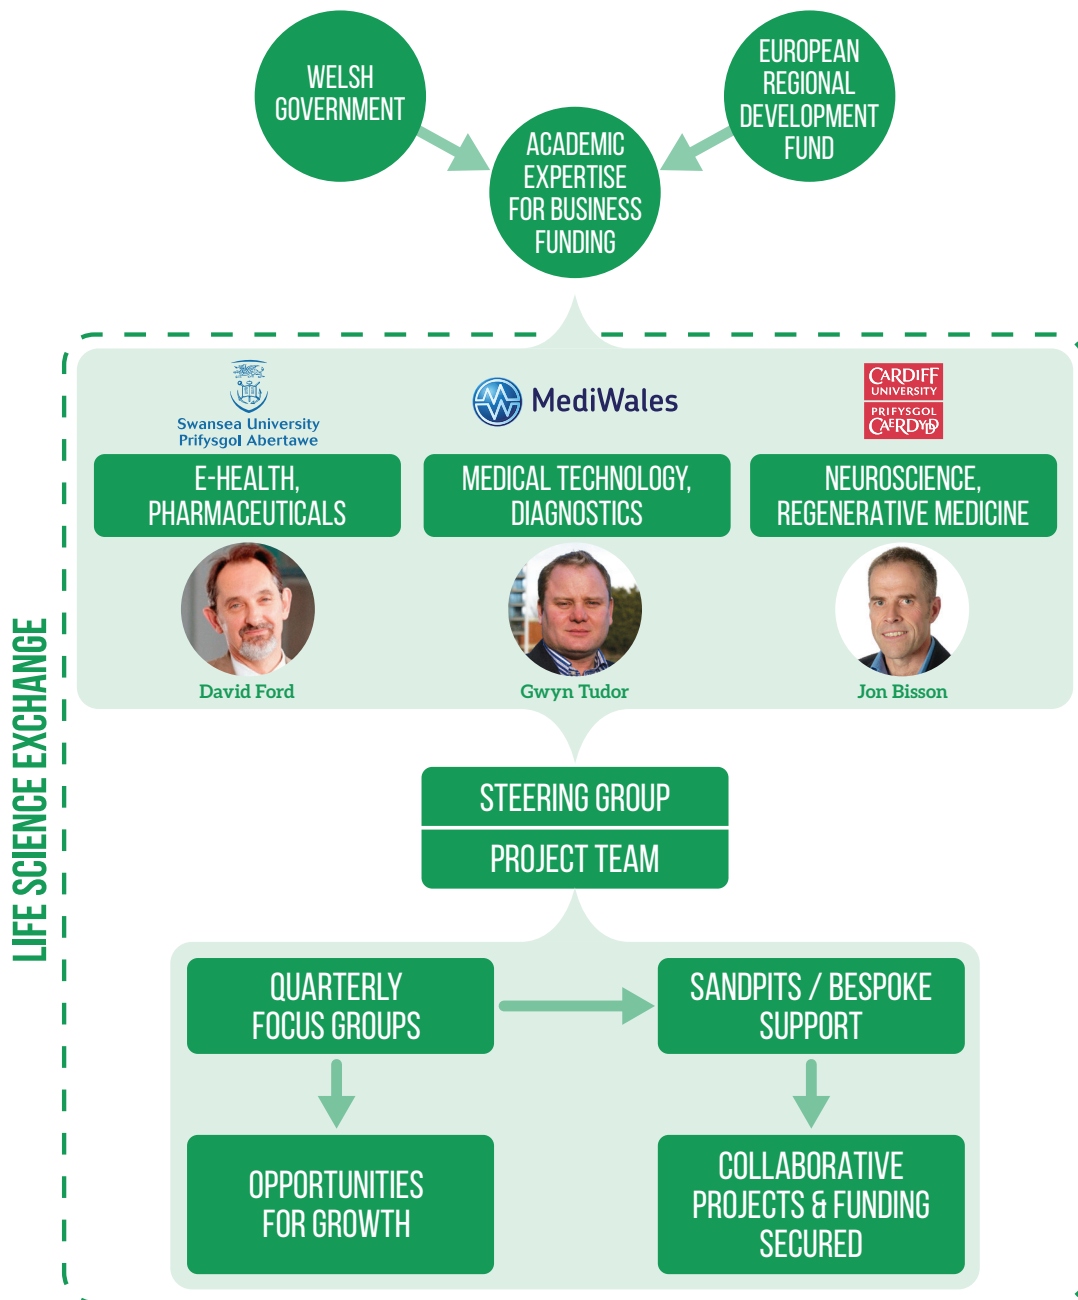 WELSH
GOVERNMENT
EUROPEAN
REGIONAL
DEVELOPMENT
FUND
ACADEMIC
EXPERTISE
FOR BUSINESS
FUNDING
LIFE SCIENCE EXCHANGE
Swansea University
Prifysgol Abertawe
MediWales
CARDIFF
UNIVERSITY
PRIFYSGOL
CAERDYDD
E-HEALTH,
PHARMACEUTICALS
MEDICAL TECHNOLOGY,
DIAGNOSTICS
NEUROSCIENCE,
REGENERATIVE MEDICINE
David Ford
Gwyn Tudor
Jon Bisson
STEERING GROUP
PROJECT TEAM
QUARTERLY
FOCUS GROUPS
SANDPITS / BESPOKE
SUPPORT
OPPORTUNITIES
FOR GROWTH
COLLABORATIVE
PROJECTS & FUNDING
SECURED